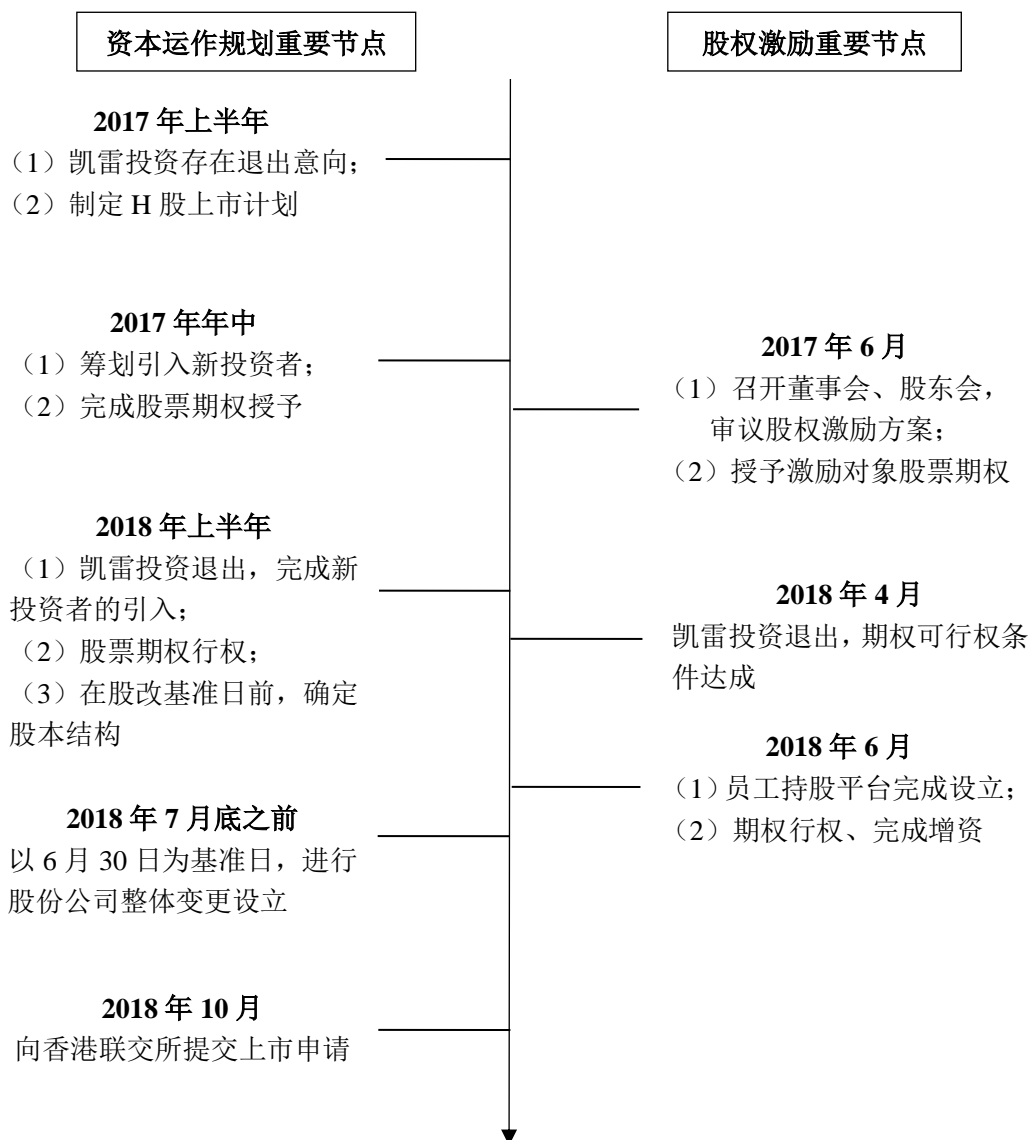 资本运作规划重要节点
股权激励重要节点
2017 年上半年
（1）凯雷投资存在退出意向；
（2）制定 H 股上市计划
2017 年年中
（1）筹划引入新投资者；
（2）完成股票期权授予
2017 年 6 月
（1）召开董事会、股东会，
审议股权激励方案；
（2）授予激励对象股票期权
2018 年上半年
（1）凯雷投资退出，完成新
投资者的引入；
（2）股票期权行权；
（3）在股改基准日前，确定
股本结构
2018 年 4 月
凯雷投资退出，期权可行权条
件达成
2018 年 6 月
（1）员工持股平台完成设立；
（2）期权行权、完成增资
2018 年 7 月底之前
以 6 月 30 日为基准日，进行
股份公司整体变更设立
2018 年 10 月
向香港联交所提交上市申请